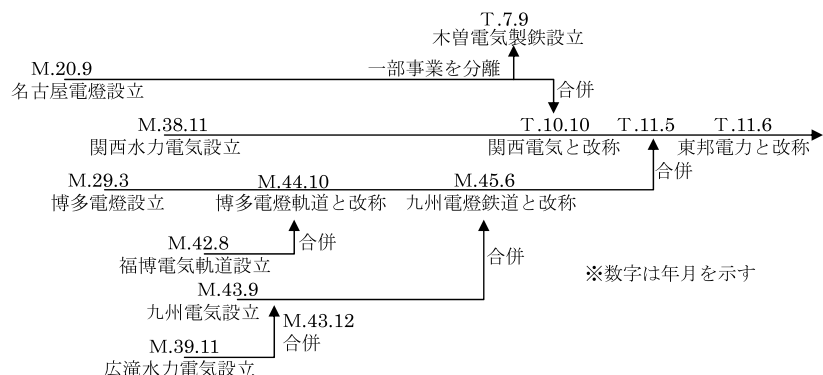 T.7.9
木曽電気製鉄設立
M.20.9
一部事業を分離
名古屋電燈設立
合併
M.38.11
T.10.10
T.11.5
T.11.6
関西水力電気設立
関西電気と改称
東邦電力と改称
合併
M.29.3
M.44.10
M.45.6
博多電燈設立
博多電燈軌道と改称
九州電燈鉄道と改称
M.42.8
合併
福博電気軌道設立
合併
※数字は年月を示す
M.43.9
九州電気設立
M.43.12
合併
M.39.11
広滝水力電気設立